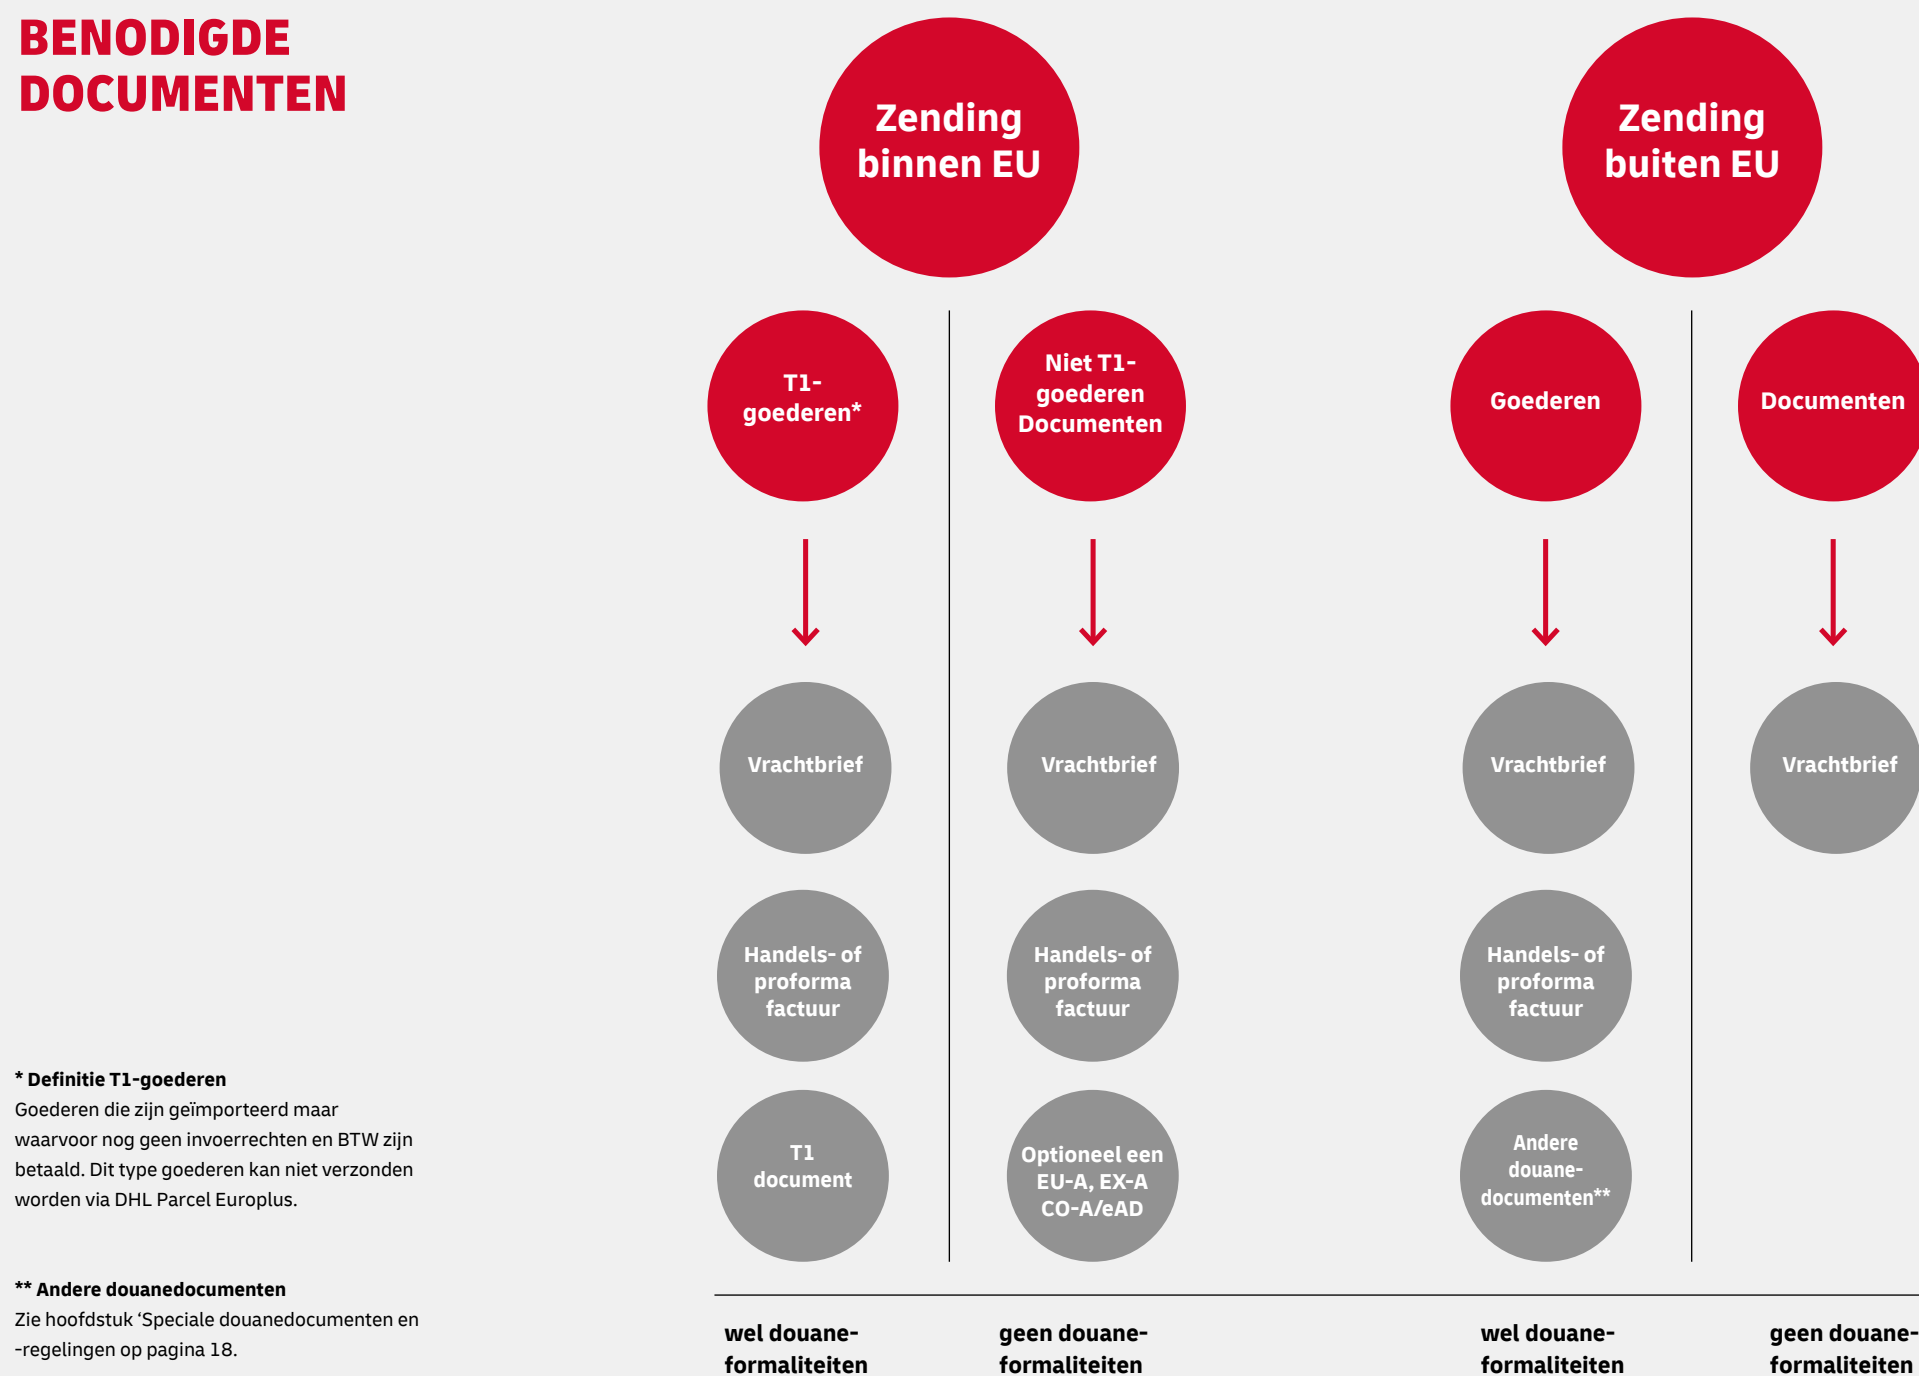 BENODIGDE
DOCUMENTEN
Zending
binnen EU
Zending
buiten EU
T1-
goederen*
Niet T1-
goederen
Documenten
Goederen
Documenten
Vrachtbrief
Vrachtbrief
Vrachtbrief
Vrachtbrief
Handels- of
proforma
factuur
Handels- of
proforma
factuur
Handels- of
proforma
factuur
T1
document
Optioneel een
EU-A, EX-A
CO-A/eAD
Andere
douane-
documenten**
* Definitie T1-goederen
Goederen die zijn geïmporteerd maar
waarvoor nog geen invoerrechten en BTW zijn
betaald. Dit type goederen kan niet verzonden
worden via DHL Parcel Europlus.
** Andere douanedocumenten
Zie hoofdstuk ‘Speciale douanedocumenten en
-regelingen op pagina 18.
wel douane-
formaliteiten
geen douane-
formaliteiten
wel douane-
formaliteiten
geen douane-
formaliteiten